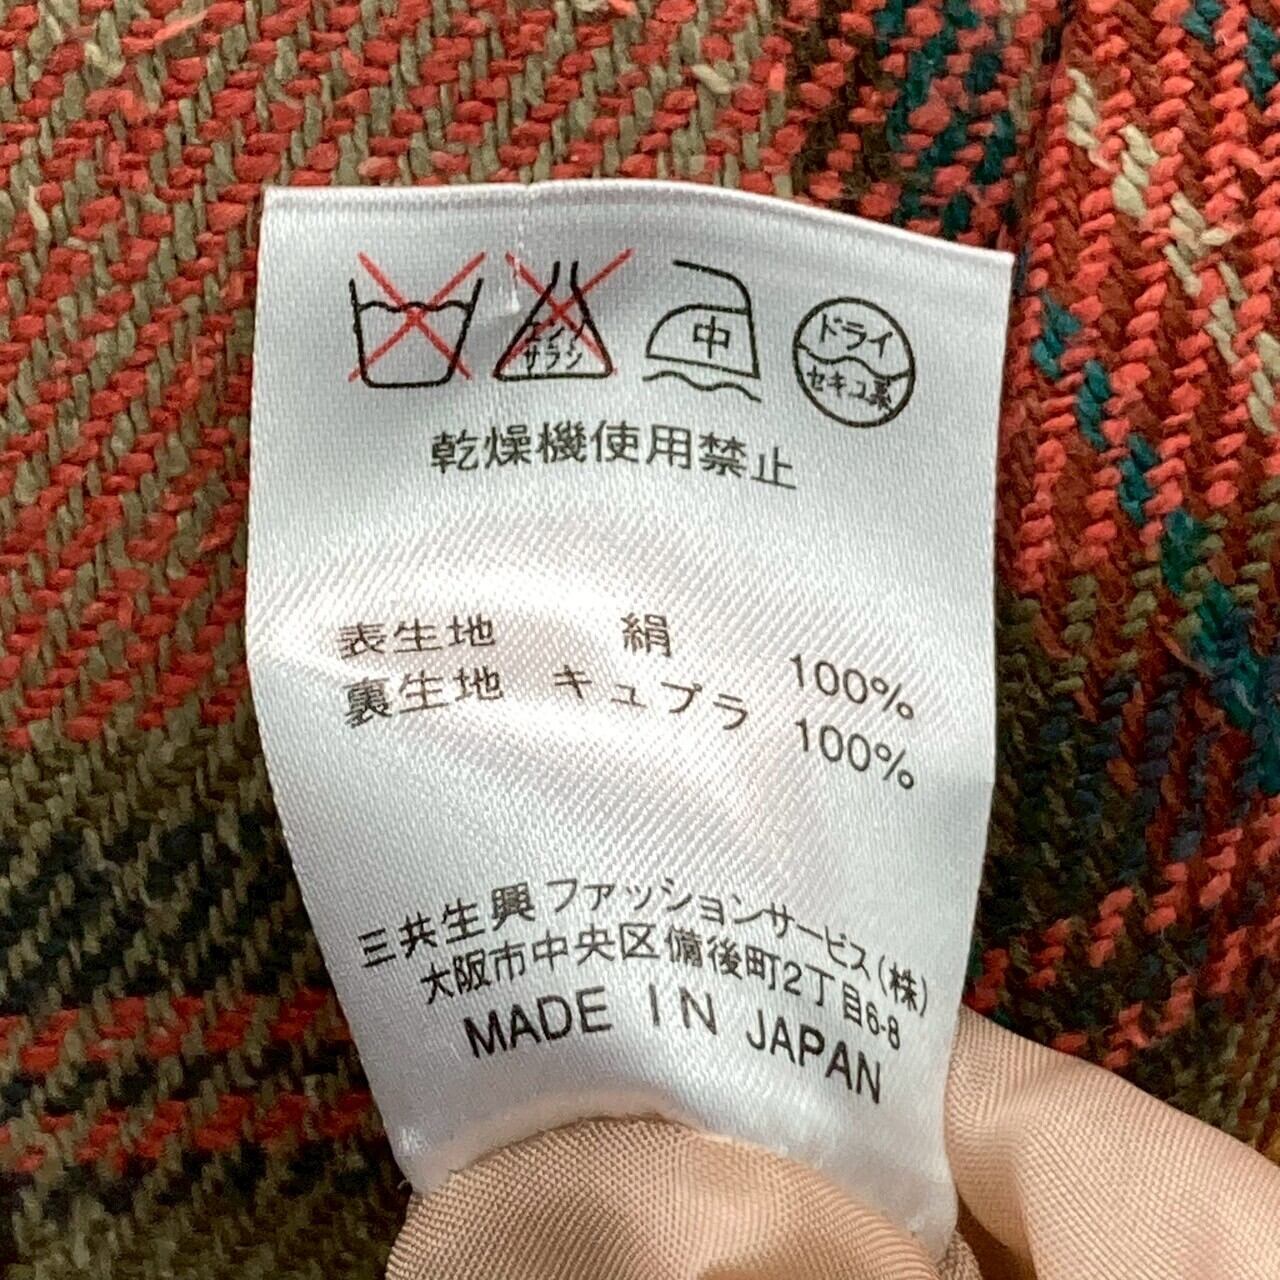 エンソ
サラシ
中
ドライ
セキユ系
乾燥機使用禁止
表生地 絹 100%
裏生地 キュプラ 100%
三共生興ファッションサービス(株)
大阪市中央区備後町2丁目6-8
MADE IN JAPAN